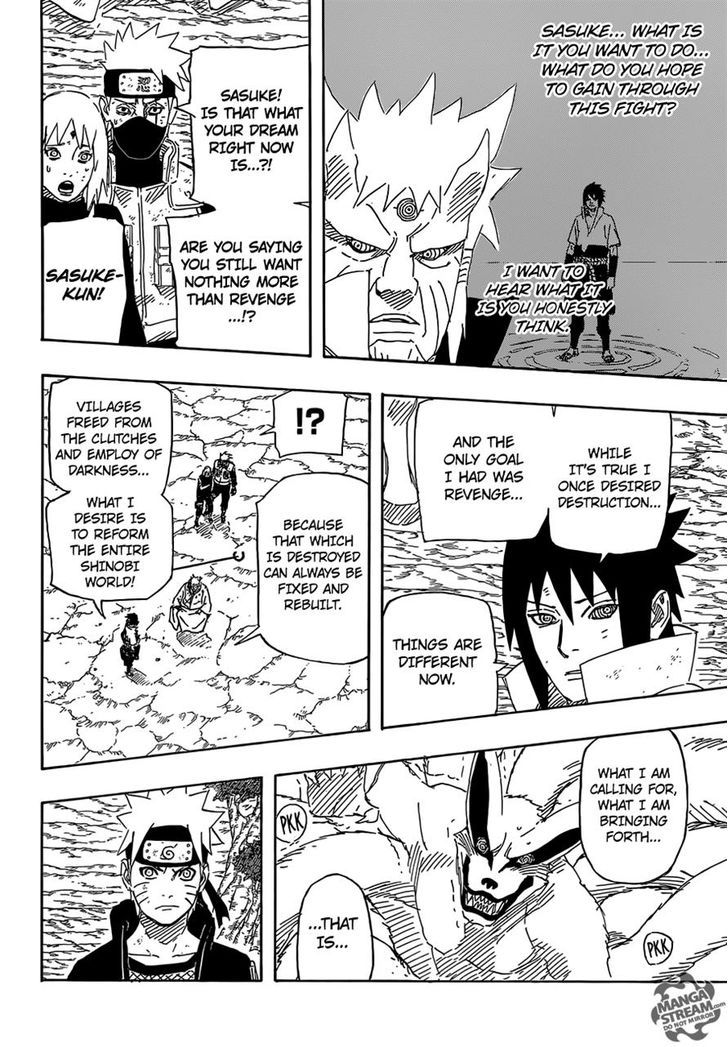 SASUKE... WHAT IS
IT YOU WANT TO DO...
WHAT DO YOU HOPE
TO GAIN THROUGH
THIS FIGHT?
I WANT TO
HEAR WHAT IT
IS YOU HONESTLY
THINK.
SASUKE!
IS THAT WHAT
YOUR DREAM
RIGHT NOW
IS...?!
ARE YOU SAYING
YOU STILL WANT
NOTHING MORE
THAN REVENGE
...!?
SASUKE-
KUN!
WHILE
IT'S TRUE I
ONCE DESIRED
DESTRUCTION...
AND THE
ONLY GOAL
I HAD WAS
REVENGE...
THINGS ARE
DIFFERENT
NOW.
!?
BECAUSE
THAT WHICH
IS DESTROYED
CAN ALWAYS BE
FIXED AND
REBUILT.
VILLAGES
FREED FROM
THE CLUTCHES
AND EMPLOY OF
DARKNESS...
WHAT I
DESIRE IS
TO REFORM
THE ENTIRE
SHINOBI
WORLD!
WHAT I AM
CALLING FOR,
WHAT I AM
BRINGING
FORTH...
PKK
PKK
...THAT
IS...
忍
MANGA
STREAM.com
DO NOT MIRROR